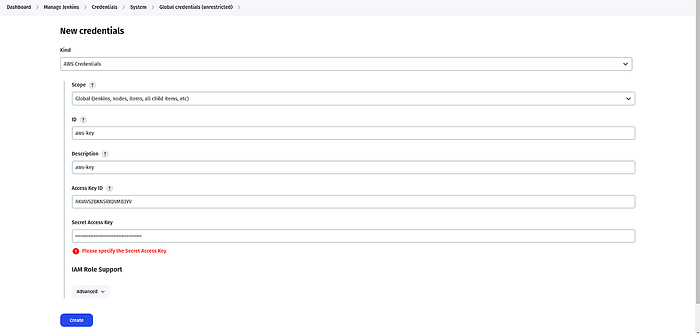 Dashboard > Manage Jenkins > Credentials > System > Global credentials (unrestricted) >
New credentials
Kind
AWS Credentials
Scope ?
Global (Jenkins, nodes, items, all child items, etc)
ID ?
aws-key
Description ?
aws-key
Access Key ID ?
Secret Access Key
Please specify the Secret Access Key
IAM Role Support
Advanced
Create